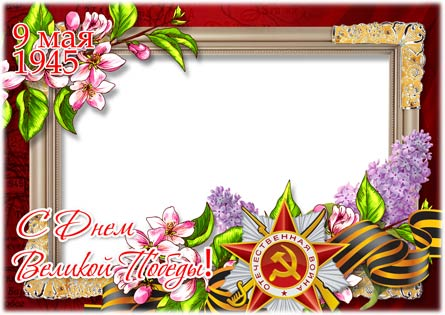 9 мая
1945
С Днем
Великой Победы!
ОТЕЧЕСТВЕННАЯ ВОЙНА